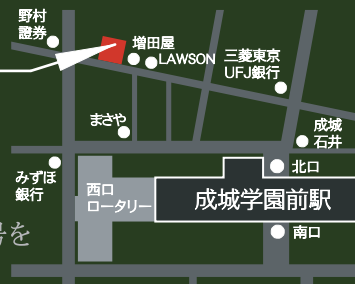 野村
證券
増田屋
LAWSON
三菱東京
UFJ銀行
まさや
成城
石井
みずほ
銀行
北口
西口
ロータリー
成城学園前駅
南口
を